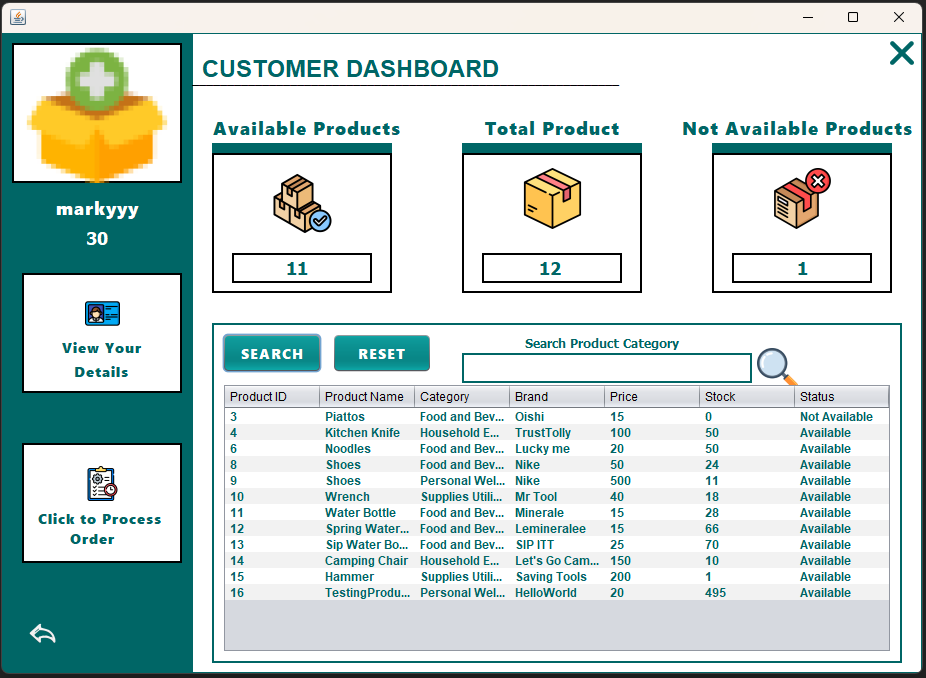 CUSTOMER DASHBOARD
markyyy
30
View Your
Details
Click to Process
Order
Available Products Total Product Not Available Products
11 12 1
SEARCH RESET Search Product Category
Product ID Product Name Category Brand Price Stock Status
3 Piattos Food and Bev... Oishi 15 0 Not Available
4 Kitchen Knife Household E... TrustTolly 100 50 Available
6 Noodles Food and Bev... Lucky me 20 50 Available
8 Shoes Food and Bev... Nike 50 24 Available
9 Shoes Personal Wel... Nike 500 11 Available
10 Wrench Supplies Utili... Mr Tool 40 18 Available
11 Water Bottle Food and Bev... Minerale 15 28 Available
12 Spring Water... Food and Bev... Lemineralee 15 66 Available
13 Sip Water Bo... Food and Bev... SIP ITT 25 70 Available
14 Camping Chair Household E... Let's Go Cam... 150 10 Available
15 Hammer Supplies Utili... Saving Tools 200 1 Available
16 TestingProdu... Personal Wel... HelloWorld 20 495 Available